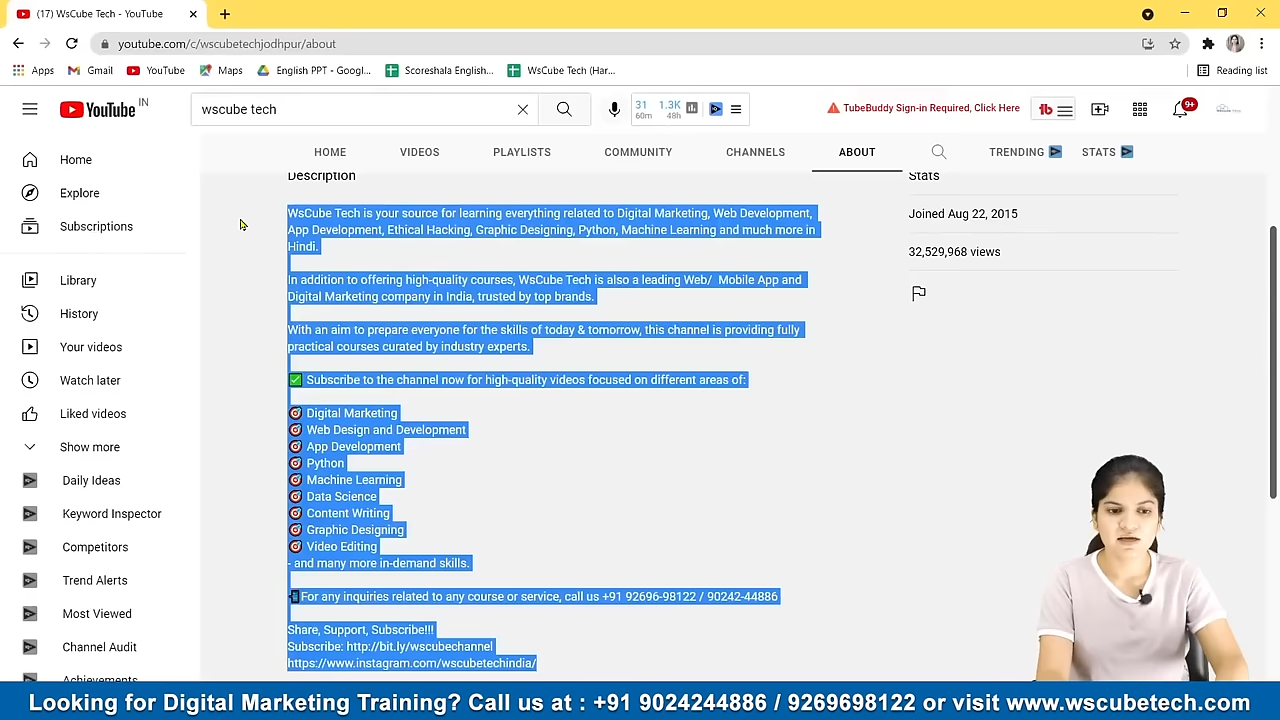 (17) WsCube Tech - YouTube
youtube.com/c/wscubetechjodhpur/about
Apps
Gmail
YouTube
Maps
English PPT - Googl...
Scoreshala English...
WsCube Tech (Har...
Reading list
YouTube IN
wscube tech
31 1.3K
60m 48h
TubeBuddy Sign-in Required, Click Here
tb
9+
HOME
VIDEOS
PLAYLISTS
COMMUNITY
CHANNELS
ABOUT
TRENDING
STATS
Home
Explore
Subscriptions
Library
History
Your videos
Watch later
Liked videos
Show more
Daily Ideas
Keyword Inspector
Competitors
Trend Alerts
Most Viewed
Channel Audit
Achievements
Description
WsCube Tech is your source for learning everything related to Digital Marketing, Web Development,
App Development, Ethical Hacking, Graphic Designing, Python, Machine Learning and much more in
Hindi.
In addition to offering high-quality courses, WsCube Tech is also a leading Web/ Mobile App and
Digital Marketing company in India, trusted by top brands.
With an aim to prepare everyone for the skills of today & tomorrow, this channel is providing fully
practical courses curated by industry experts.
✅ Subscribe to the channel now for high-quality videos focused on different areas of:
🎯 Digital Marketing
🎯 Web Design and Development
🎯 App Development
🎯 Python
🎯 Machine Learning
🎯 Data Science
🎯 Content Writing
🎯 Graphic Designing
🎯 Video Editing
- and many more in-demand skills.
📲For any inquiries related to any course or service, call us +91 92696-98122 / 90242-44886
Share, Support, Subscribe!!!
Subscribe: http://bit.ly/wscubechannel
https://www.instagram.com/wscubetechindia/
Stats
Joined Aug 22, 2015
32,529,968 views
Looking for Digital Marketing Training? Call us at : +91 9024244886 / 9269698122 or visit www.wscubetech.com